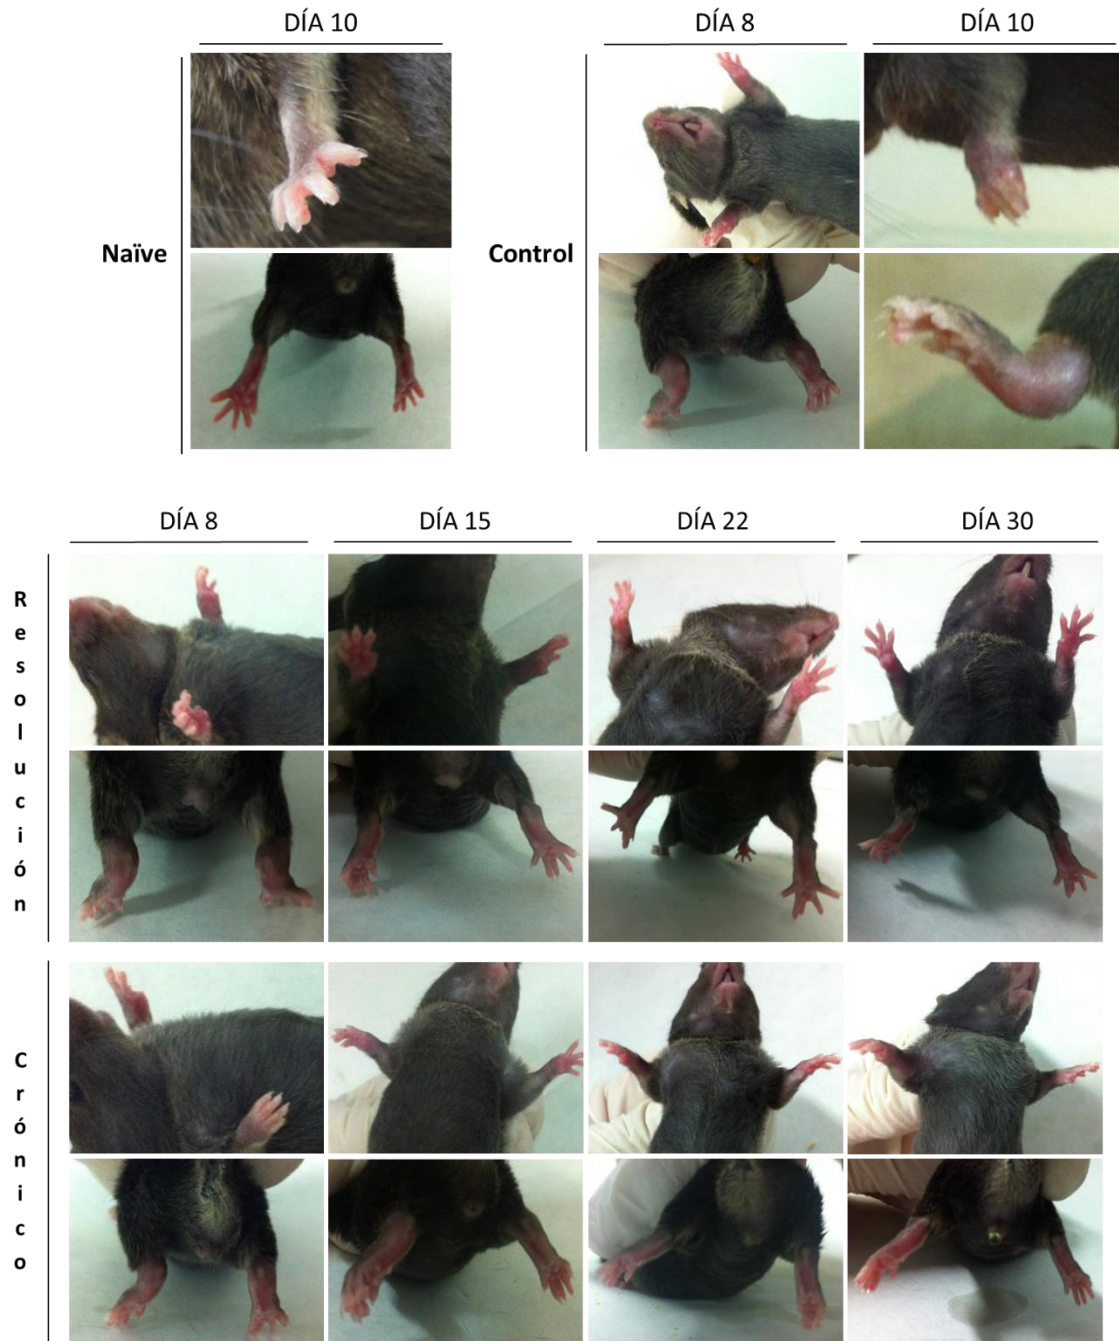 DÍA 10
DÍA 8
DÍA 10
Naïve
Control
DÍA 8
DÍA 15
DÍA 22
DÍA 30
Resolución
Crónico